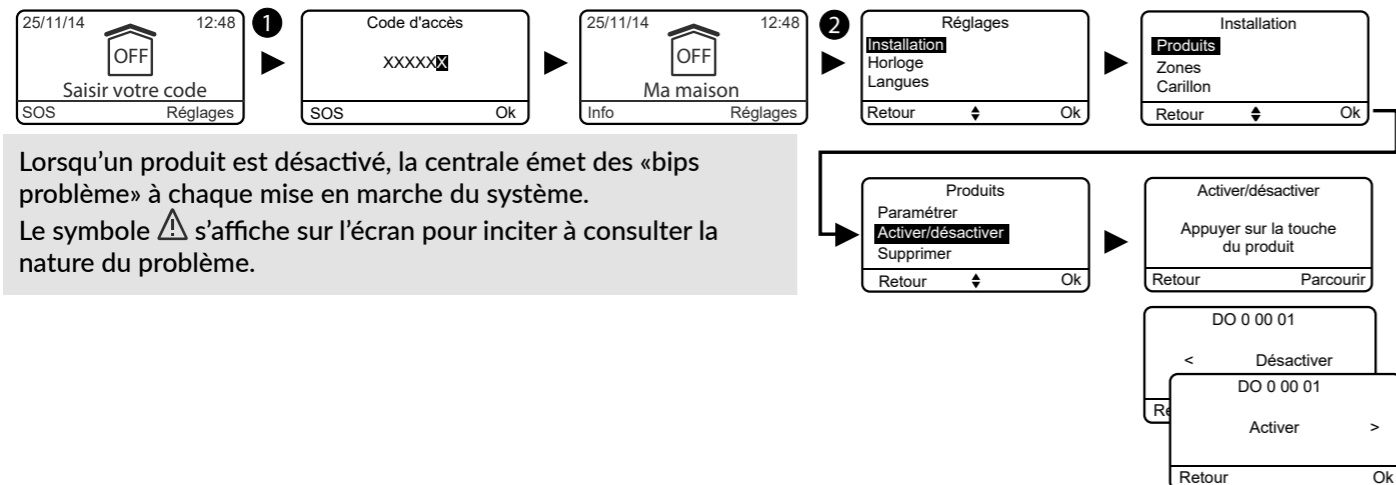 25/11/14 12:48
OFF
Saisir votre code
SOS Réglages
1
Code d'accès
XXXXXX
SOS Ok
25/11/14 12:48
OFF
Ma maison
Info Réglages
2
Réglages
Installation
Horloge
Langues
Retour Ok
Installation
Produits
Zones
Carillon
Retour Ok
Lorsqu'un produit est désactivé, la centrale émet des «bips
problème» à chaque mise en marche du système.
Le symbole ⚠ s'affiche sur l'écran pour inciter à consulter la
nature du problème.
Produits
Paramétrer
Activer/désactiver
Supprimer
Retour Ok
Activer/désactiver
Appuyer sur la touche
du produit
Retour Parcourir
DO 0 00 01
< Désactiver
Re
DO 0 00 01
Activer >
Retour Ok